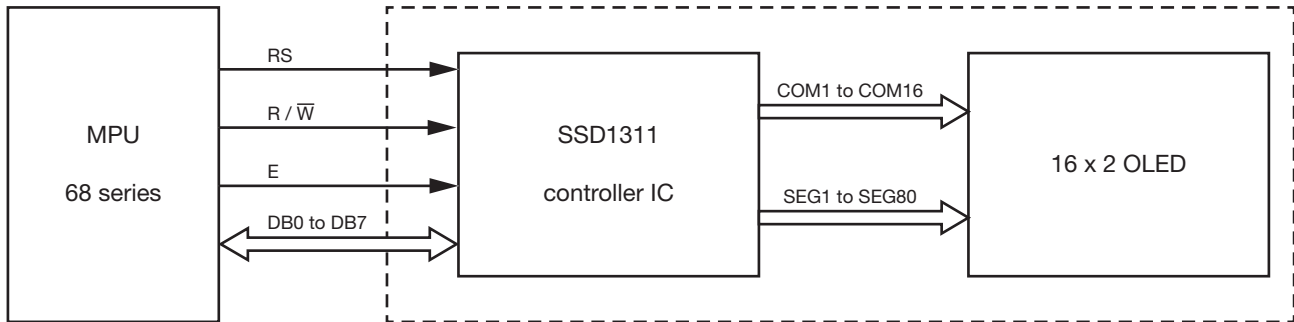 MPU
68 series
RS
R / W̅
E
DB0 to DB7
SSD1311
controller IC
COM1 to COM16
SEG1 to SEG80
16 x 2 OLED